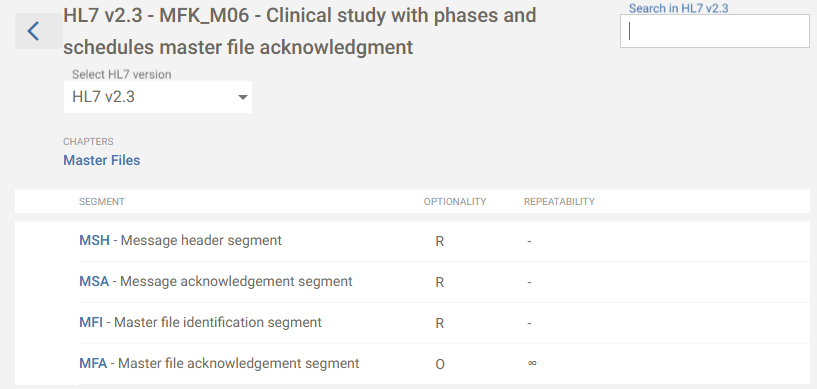 HL7 v2.3 - MFK_M06 - Clinical study with phases and
schedules master file acknowledgment
Search in HL7 v2.3
Select HL7 version
HL7 v2.3
CHAPTERS
Master Files
SEGMENT OPTIONALITY REPEATABILITY
MSH - Message header segment R -
MSA - Message acknowledgement segment R -
MFI - Master file identification segment R -
MFA - Master file acknowledgement segment O ∞